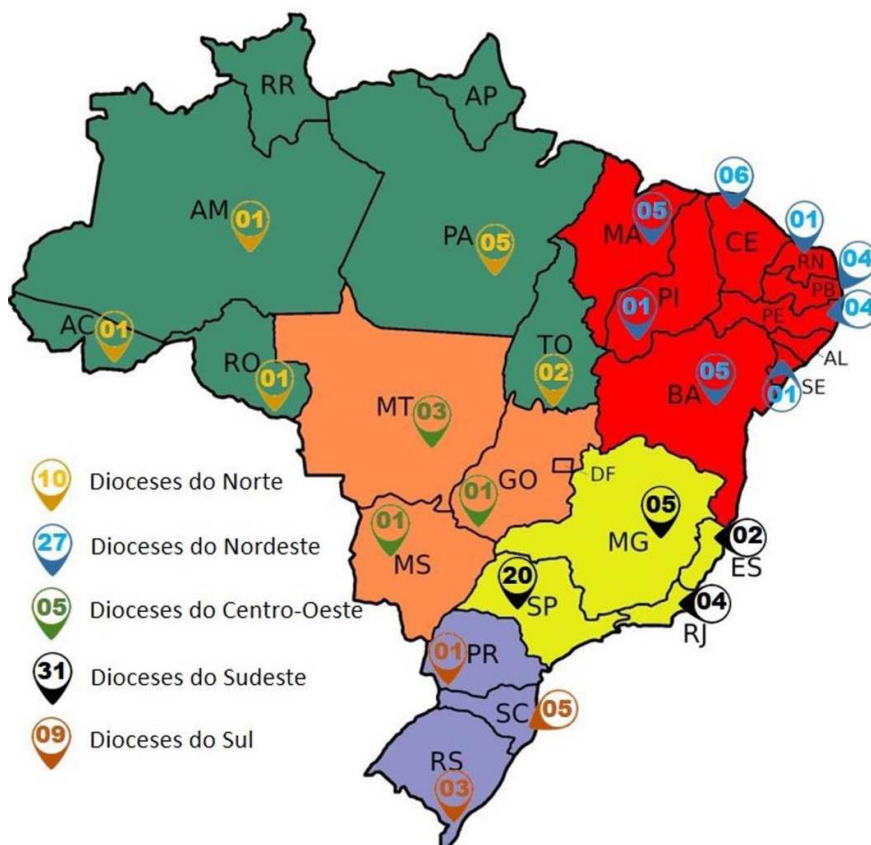 RR
AP
AM
01
PA
05
MA
05
06
CE
01
RN
04
PB
04
PE
PI
01
AC
01
RO
01
TO
02
AL
SE
01
BA
05
MT
03
GO
01
DF
MS
01
MG
05
02
ES
20
SP
04
RJ
PR
01
SC
05
RS
03
10 Dioceses do Norte
27 Dioceses do Nordeste
05 Dioceses do Centro-Oeste
31 Dioceses do Sudeste
09 Dioceses do Sul